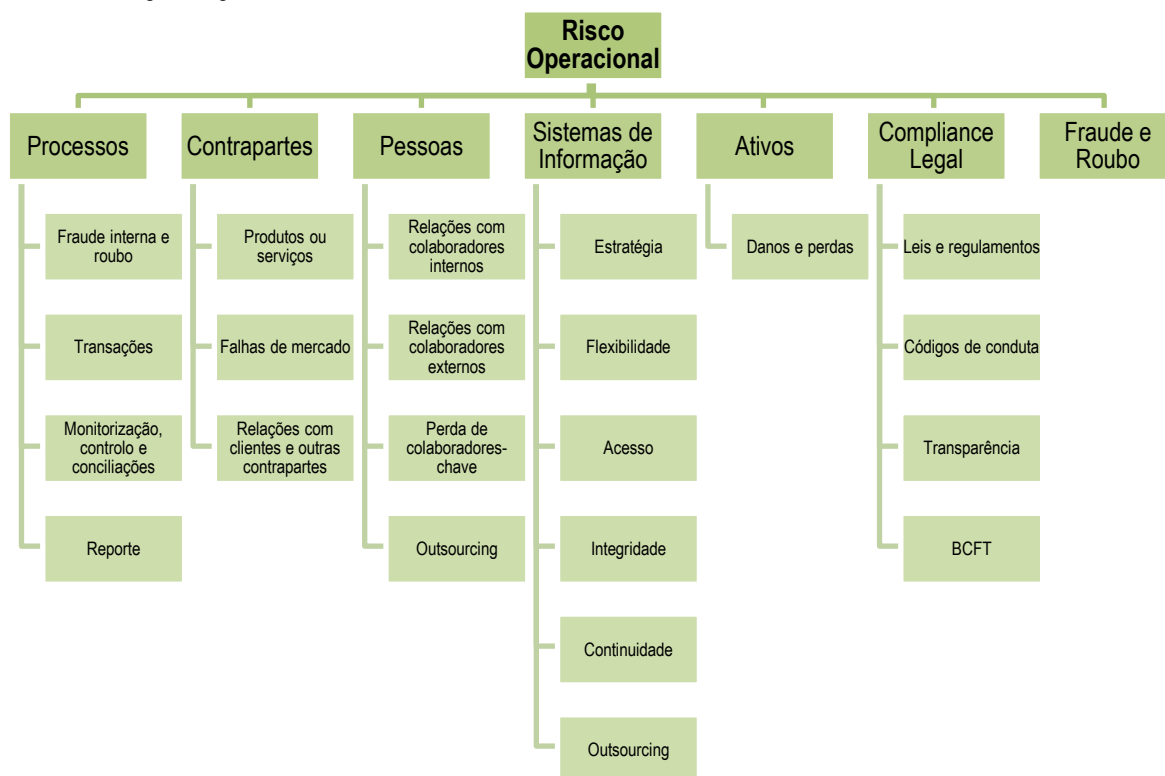 Risco
Operacional
Processos
Contrapartes
Pessoas
Sistemas de
Informação
Ativos
Compliance
Legal
Fraude e
Roubo
Fraude interna e
roubo
Transações
Monitorização,
controlo e
conciliações
Reporte
Produtos ou
serviços
Falhas de mercado
Relações com
clientes e outras
contrapartes
Relações com
colaboradores
internos
Relações com
colaboradores
externos
Perda de
colaboradores-
chave
Outsourcing
Estratégia
Flexibilidade
Acesso
Integridade
Continuidade
Outsourcing
Danos e perdas
Leis e regulamentos
Códigos de conduta
Transparência
BCFT